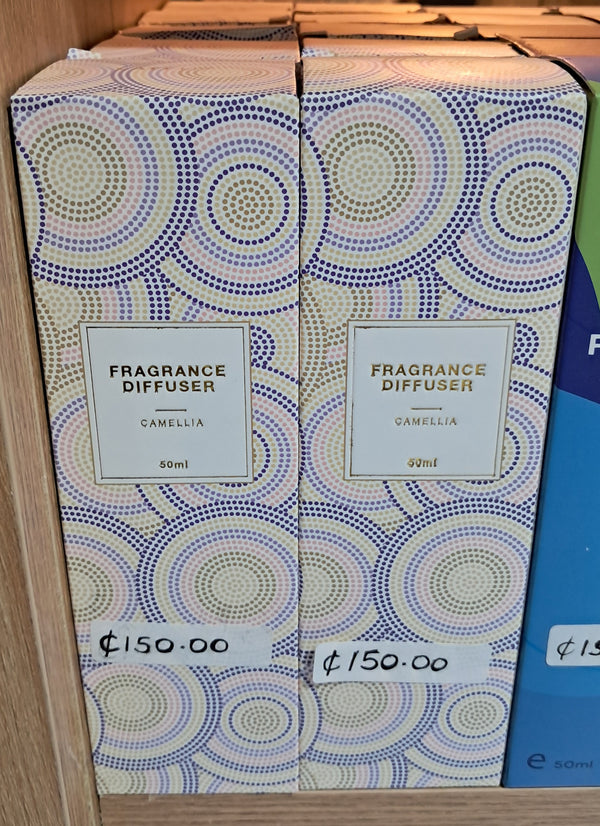 FRAGRANCE
DIFFUSER
CAMELLIA
50ml
₵150.00
FRAGRANCE
DIFFUSER
CAMELLIA
50ml
₵150.00
℮ 50ml